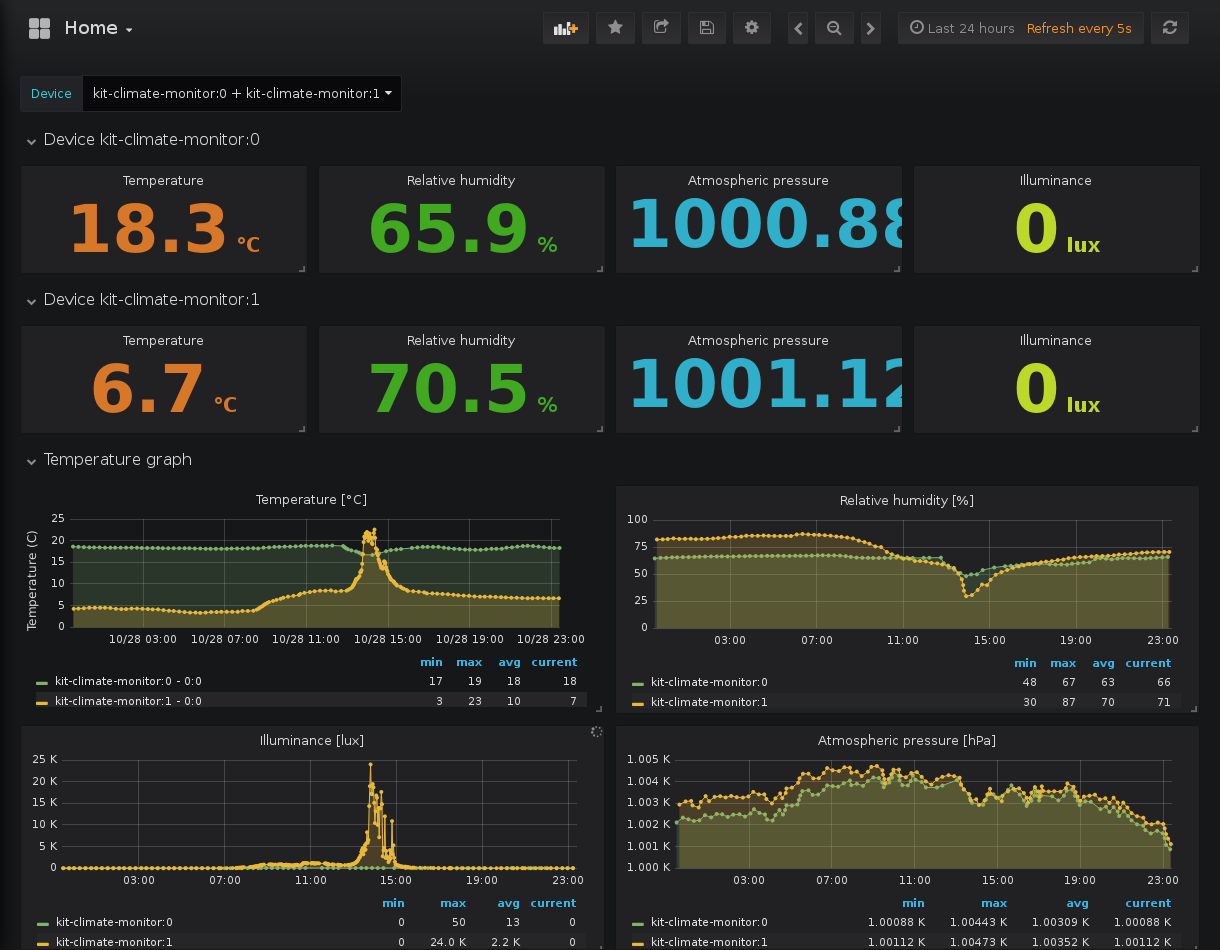 Home
Last 24 hours Refresh every 5s
Device kit-climate-monitor:0 + kit-climate-monitor:1
Device kit-climate-monitor:0
Temperature Relative humidity Atmospheric pressure Illuminance
18.3 °C 65.9 % 1000.88 0 lux
Device kit-climate-monitor:1
Temperature Relative humidity Atmospheric pressure Illuminance
6.7 °C 70.5 % 1001.12 0 lux
Temperature graph
Temperature [°C]
Temperature (C)
25
20
15
10
5
0
10/28 03:00 10/28 07:00 10/28 11:00 10/28 15:00 10/28 19:00 10/28 23:00
min max avg current
kit-climate-monitor:0 - 0:0 17 19 18 18
kit-climate-monitor:1 - 0:0 3 23 10 7
Relative humidity [%]
100
75
50
25
0
03:00 07:00 11:00 15:00 19:00 23:00
min max avg current
kit-climate-monitor:0 48 67 63 66
kit-climate-monitor:1 30 87 70 71
Illuminance [lux]
25 K
20 K
15 K
10 K
5 K
0
03:00 07:00 11:00 15:00 19:00 23:00
min max avg current
kit-climate-monitor:0 0 50 13 0
kit-climate-monitor:1 0 24.0 K 2.2 K 0
Atmospheric pressure [hPa]
1.005 K
1.004 K
1.003 K
1.002 K
1.001 K
1.000 K
03:00 07:00 11:00 15:00 19:00 23:00
min max avg current
kit-climate-monitor:0 1.00088 K 1.00443 K 1.00309 K 1.00088 K
kit-climate-monitor:1 1.00112 K 1.00473 K 1.00352 K 1.00112 K